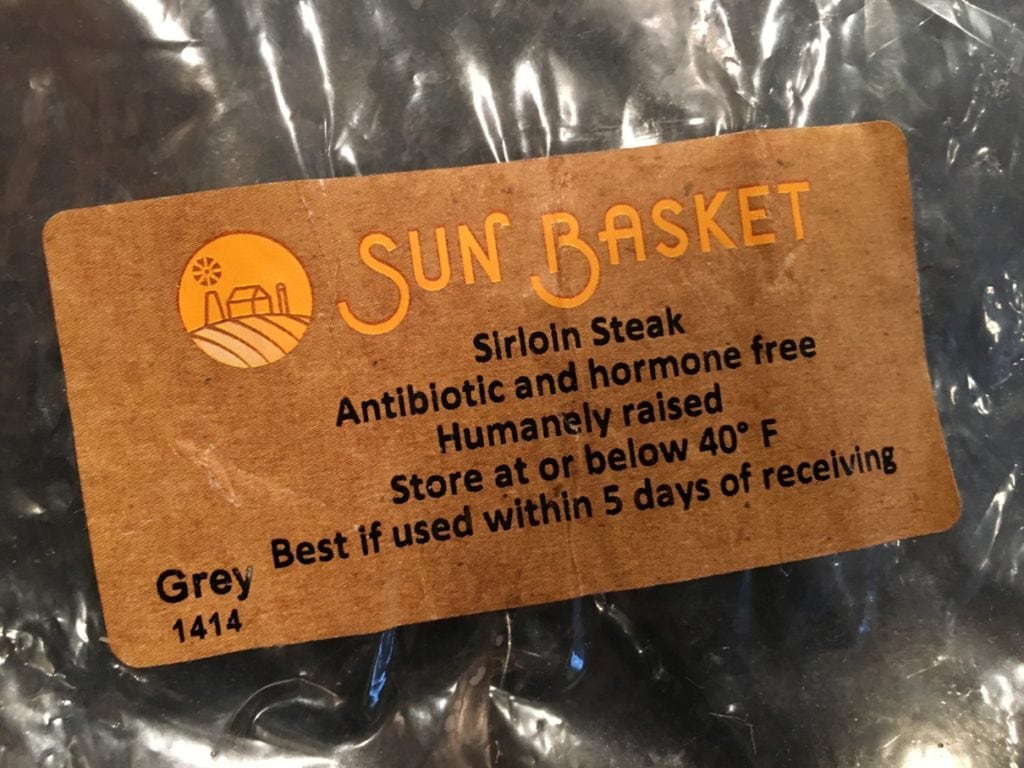 SUN BASKET
Sirloin Steak
Antibiotic and hormone free
Humanely raised
Store at or below 40° F
Best if used within 5 days of receiving
Grey
1414